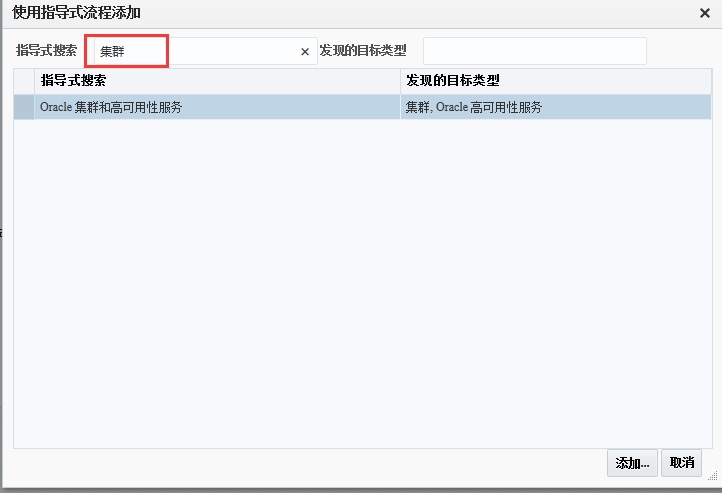 使用指导式流程添加
指导式搜索 集群 × 发现的目标类型
指导式搜索 发现的目标类型
Oracle 集群和高可用性服务 集群, Oracle 高可用性服务
添加... 取消